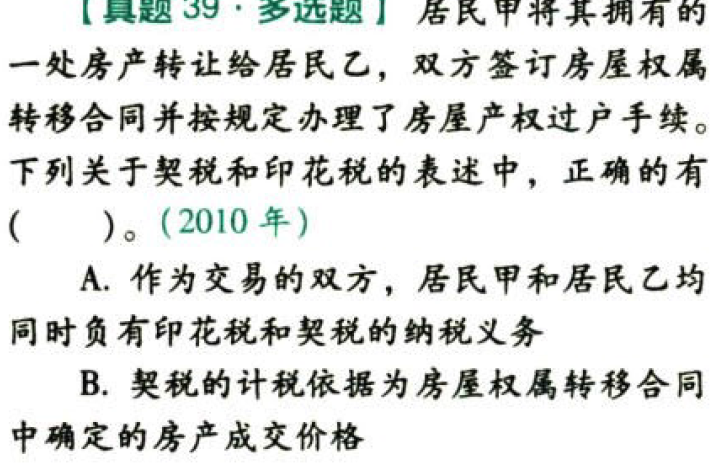 【真题 39·多选题】 居民甲将其拥有的
一处房产转让给居民乙，双方签订房屋权属
转移合同并按规定办理了房屋产权过户手续。
下列关于契税和印花税的表述中，正确的有
(　　)。(2010 年)
A. 作为交易的双方，居民甲和居民乙均
同时负有印花税和契税的纳税义务
B. 契税的计税依据为房屋权属转移合同
中确定的房产成交价格